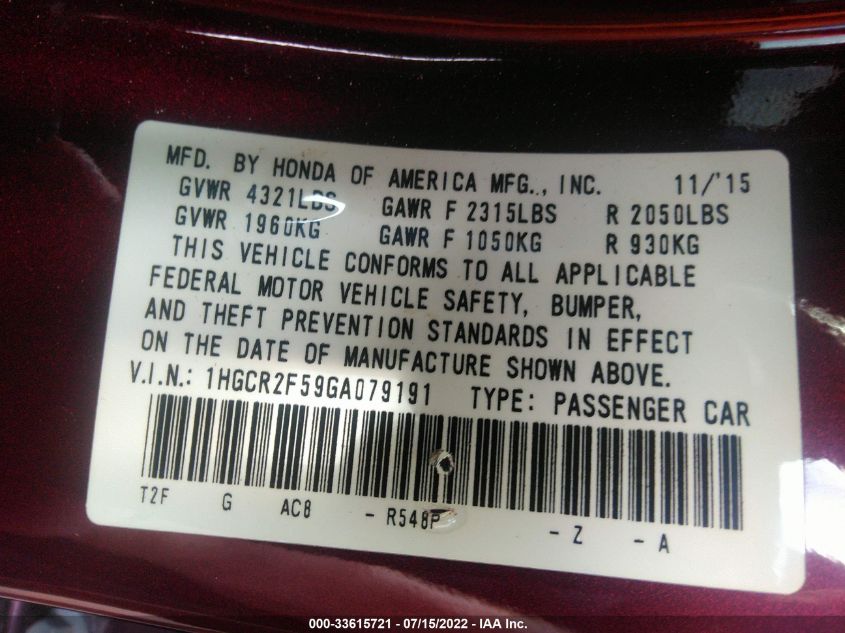 MFD. BY HONDA OF AMERICA MFG., INC. 11/'15
GVWR 4321LBS GAWR F 2315LBS R 2050LBS
GVWR 1960KG GAWR F 1050KG R 930KG
THIS VEHICLE CONFORMS TO ALL APPLICABLE
FEDERAL MOTOR VEHICLE SAFETY, BUMPER,
AND THEFT PREVENTION STANDARDS IN EFFECT
ON THE DATE OF MANUFACTURE SHOWN ABOVE.
V.I.N.: 1HGCR2F59GA079191 TYPE: PASSENGER CAR
T2F G AC8 - R548P - Z - A
000-33615721 - 07/15/2022 - IAA Inc.